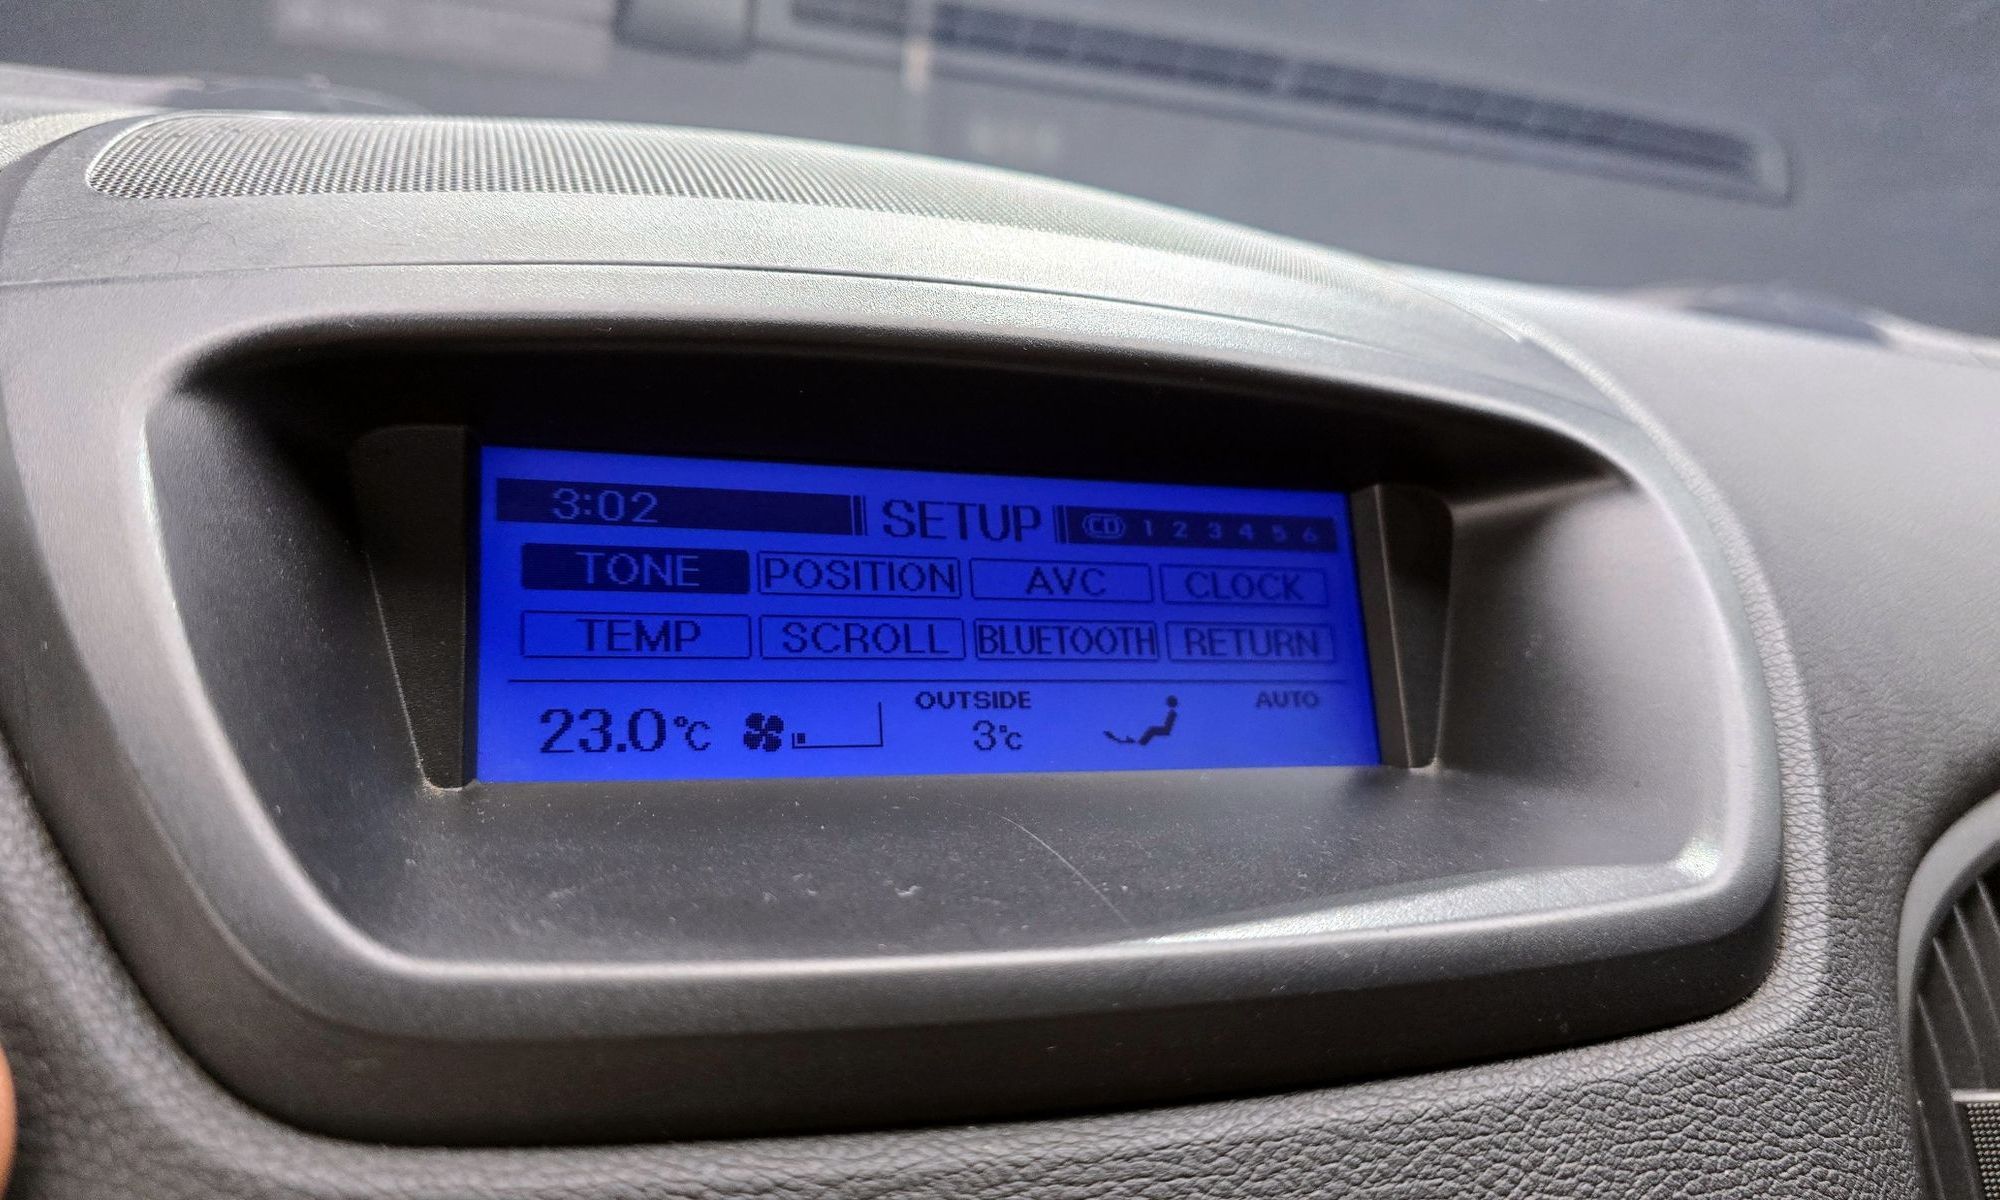 3:02 SETUP CD 1 2 3 4 5 6
TONE POSITION AVC CLOCK
TEMP SCROLL BLUETOOTH RETURN
OUTSIDE AUTO
23.0℃ 3℃